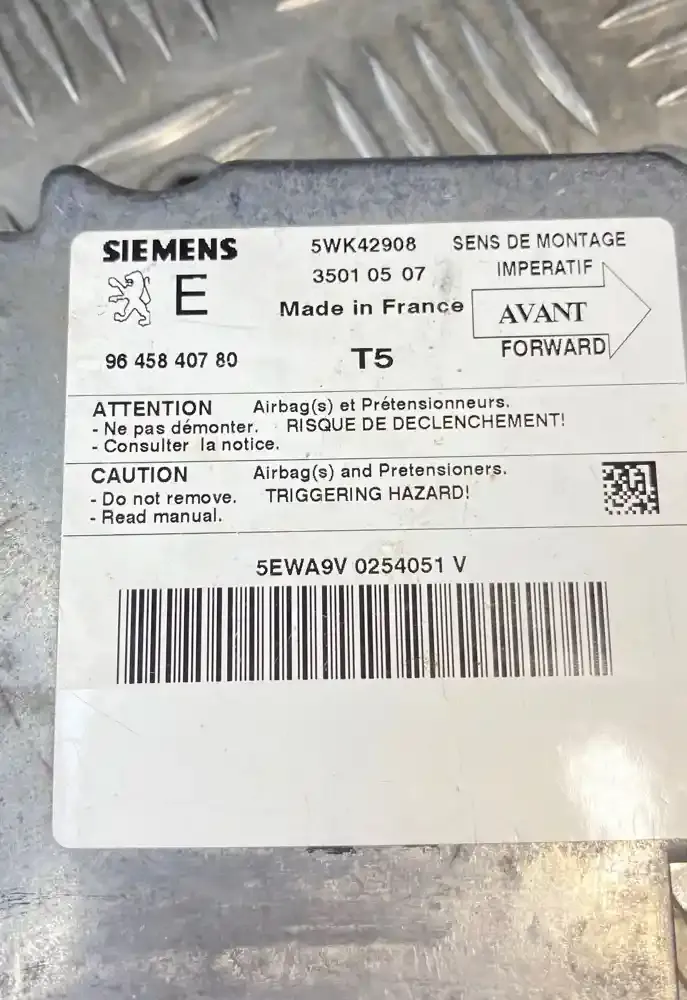 SIEMENS
5WK42908
SENS DE MONTAGE
IMPERATIF
E
3501 05 07
Made in France
AVANT
FORWARD
96 458 407 80
T5
ATTENTION Airbag(s) et Prétensionneurs.
- Ne pas démonter. RISQUE DE DECLENCHEMENT!
- Consulter la notice.
CAUTION Airbag(s) and Pretensioners.
- Do not remove. TRIGGERING HAZARD!
- Read manual.
5EWA9V 0254051 V